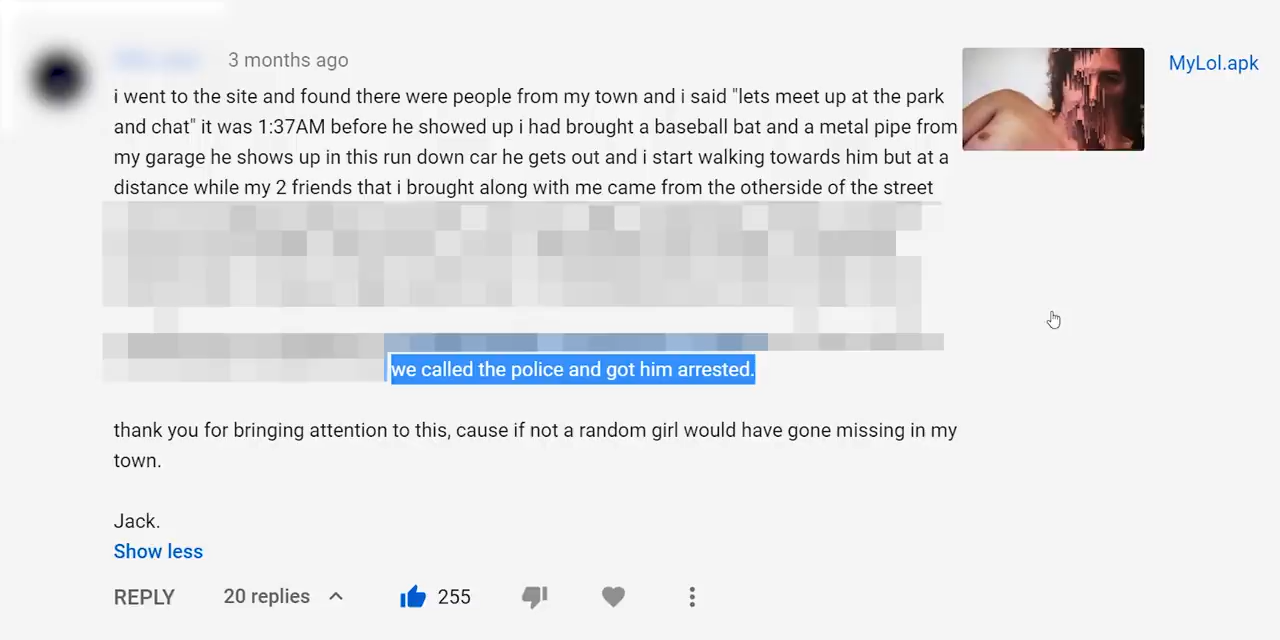 3 months ago
MyLol.apk
i went to the site and found there were people from my town and i said "lets meet up at the park
and chat" it was 1:37AM before he showed up i had brought a baseball bat and a metal pipe from
my garage he shows up in this run down car he gets out and i start walking towards him but at a
distance while my 2 friends that i brought along with me came from the otherside of the street
we called the police and got him arrested.
thank you for bringing attention to this, cause if not a random girl would have gone missing in my
town.
Jack.
Show less
REPLY 20 replies 255